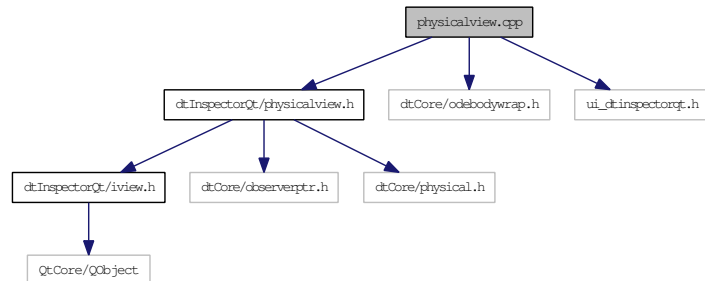 physicalview.cpp
dtInspectorQt/physicalview.h
dtCore/odebodywrap.h
ui_dtinspectorqt.h
dtInspectorQt/iview.h
dtCore/observerptr.h
dtCore/physical.h
QtCore/QObject